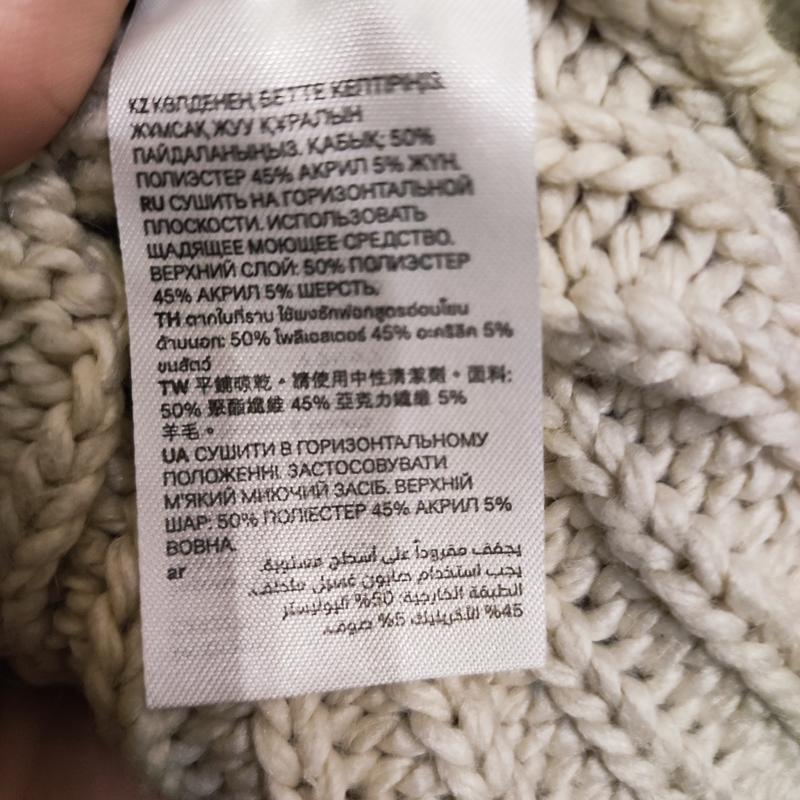 KZ КӨЛДЕНЕҢ БЕТТЕ КЕПТІРІҢІЗ.
ЖҰМСАҚ ЖУУ ҚҰРАЛЫН
ПАЙДАЛАНЫҢЫЗ. ҚАБЫҚ: 50%
ПОЛИЭСТЕР 45% АКРИЛ 5% ЖҮН.
RU СУШИТЬ НА ГОРИЗОНТАЛЬНОЙ
ПЛОСКОСТИ. ИСПОЛЬЗОВАТЬ
ЩАДЯЩЕЕ МОЮЩЕЕ СРЕДСТВО.
ВЕРХНИЙ СЛОЙ: 50% ПОЛИЭСТЕР
45% АКРИЛ 5% ШЕРСТЬ.
TH ตากในที่ราบ ใช้ผงซักฟอกสูตรอ่อนโยน
ด้านนอก: 50% โพลีเอสเตอร์ 45% อะคริลิค 5%
ขนสัตว์
TW 平鋪晾乾。請使用中性清潔劑。面料:
50% 聚酯纖維 45% 亞克力纖維 5%
羊毛。
UA СУШИТИ В ГОРИЗОНТАЛЬНОМУ
ПОЛОЖЕННІ. ЗАСТОСОВУВАТИ
М'ЯКИЙ МИЮЧИЙ ЗАСІБ. ВЕРХНІЙ
ШАР: 50% ПОЛІЕСТЕР 45% АКРИЛ 5%
ВОВНА.
ar يجفف مفروداً على أسطح مستوية.
يجب استخدام صابون غسيل ملطف.
الطبقة الخارجية: 50% البوليستر
45% الأكريليك 5% صوف.